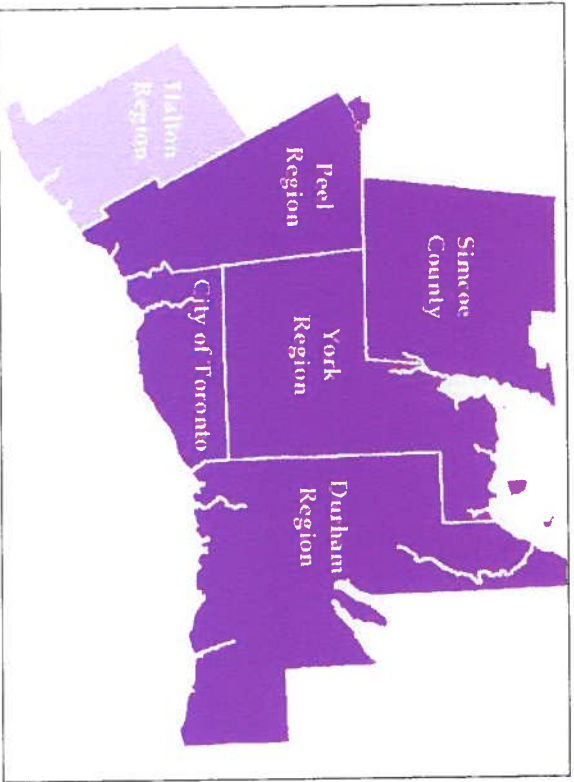 Simcoe
County
Peel
Region
Halton
Region
York
Region
City of Toronto
Durham
Region